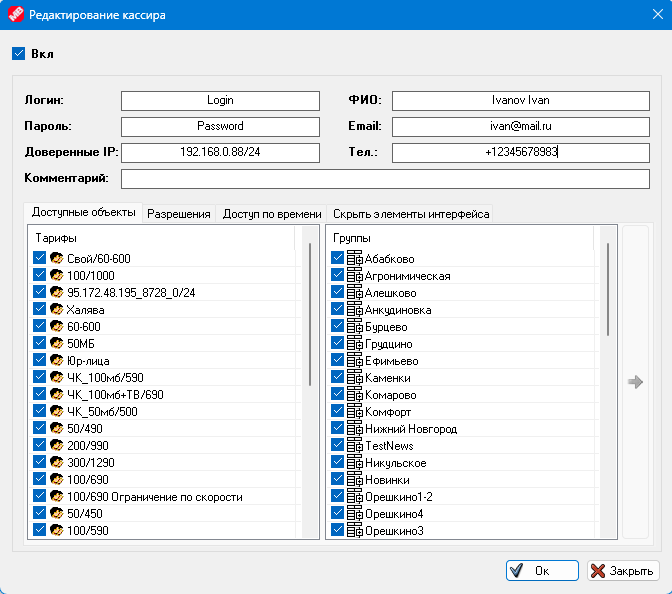 Редактирование кассира
Вкл
Логин: Login ФИО: Ivanov Ivan
Пароль: Password Email: ivan@mail.ru
Доверенные IP: 192.168.0.88/24 Тел.: +12345678983
Комментарий:
Доступные объекты Разрешения Доступ по времени Скрыть элементы интерфейса
Тарифы Группы
Свой/60-600 Абабково
100/1000 Агронимическая
95.172.48.195_8728_0/24 Алешково
Халява Анкудиновка
60-600 Бурцево
50МБ Грудцино
Юр-лица Ефимьево
ЧК_100мб/590 Каменки
ЧК_100мб+ТВ/690 Комарово
ЧК_50мб/500 Комфорт
50/490 Нижний Новгород
200/990 TestNews
300/1290 Никульское
100/690 Новинки
100/690 Ограничение по скорости Орешкино1-2
50/450 Орешкино4
100/590 Орешкино3
Ок Закрыть